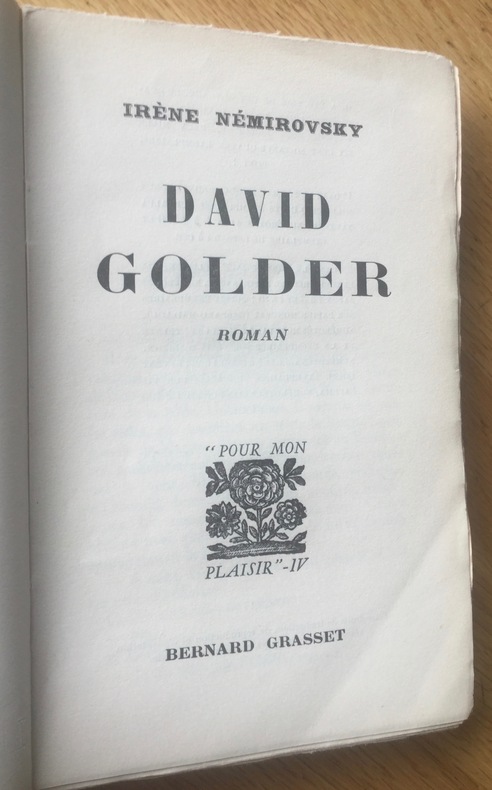 IRÈNE NÉMIROVSKY
DAVID
GOLDER
ROMAN
“POUR MON
PLAISIR”-IV
BERNARD GRASSET